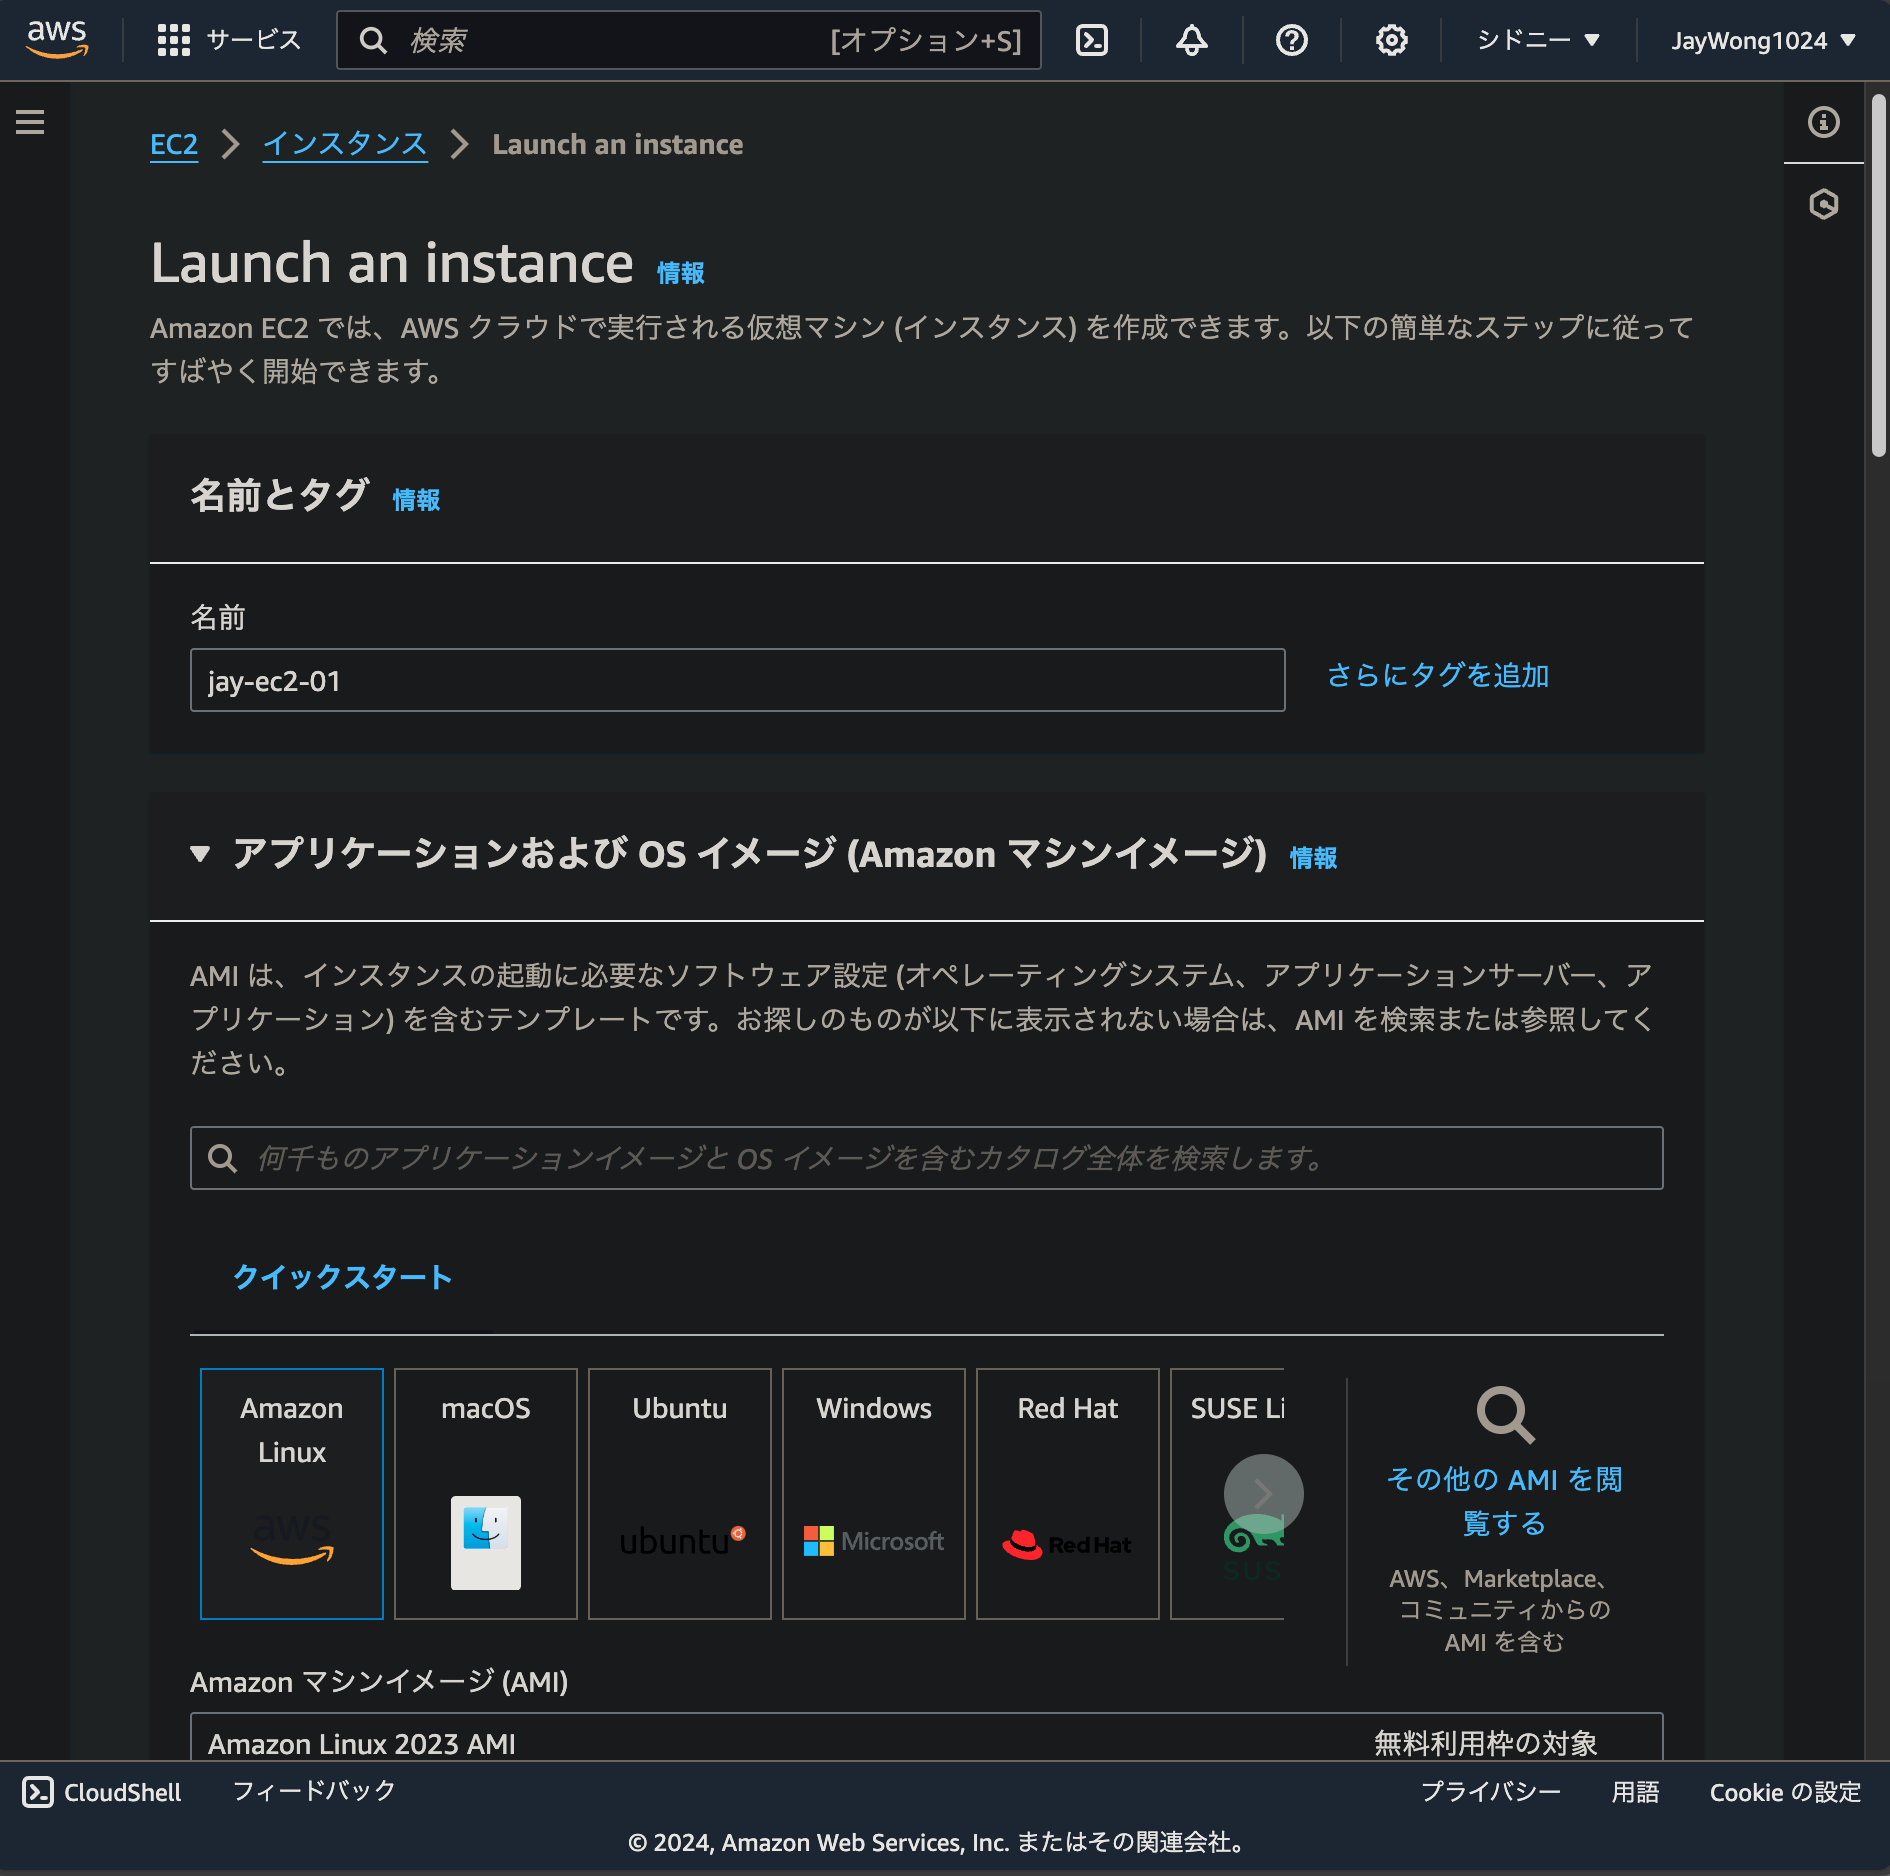 aws
サービス
検索
[オプション+S]
シドニー
JayWong1024
EC2
インスタンス
Launch an instance
Launch an instance 情報
Amazon EC2 では、AWS クラウドで実行される仮想マシン (インスタンス) を作成できます。以下の簡単なステップに従って
すばやく開始できます。
名前とタグ 情報
名前
jay-ec2-01
さらにタグを追加
アプリケーションおよび OS イメージ (Amazon マシンイメージ) 情報
AMI は、インスタンスの起動に必要なソフトウェア設定 (オペレーティングシステム、アプリケーションサーバー、ア
プリケーション) を含むテンプレートです。お探しのものが以下に表示されない場合は、AMI を検索または参照してく
ださい。
何千ものアプリケーションイメージと OS イメージを含むカタログ全体を検索します。
クイックスタート
Amazon
Linux
aws
macOS
Ubuntu
ubuntu
Windows
Microsoft
Red Hat
Red Hat
SUSE Li
SUS
その他の AMI を閲
覧する
AWS、Marketplace、
コミュニティからの
AMI を含む
Amazon マシンイメージ (AMI)
Amazon Linux 2023 AMI
無料利用枠の対象
CloudShell
フィードバック
プライバシー
用語
Cookie の設定
© 2024, Amazon Web Services, Inc. またはその関連会社。